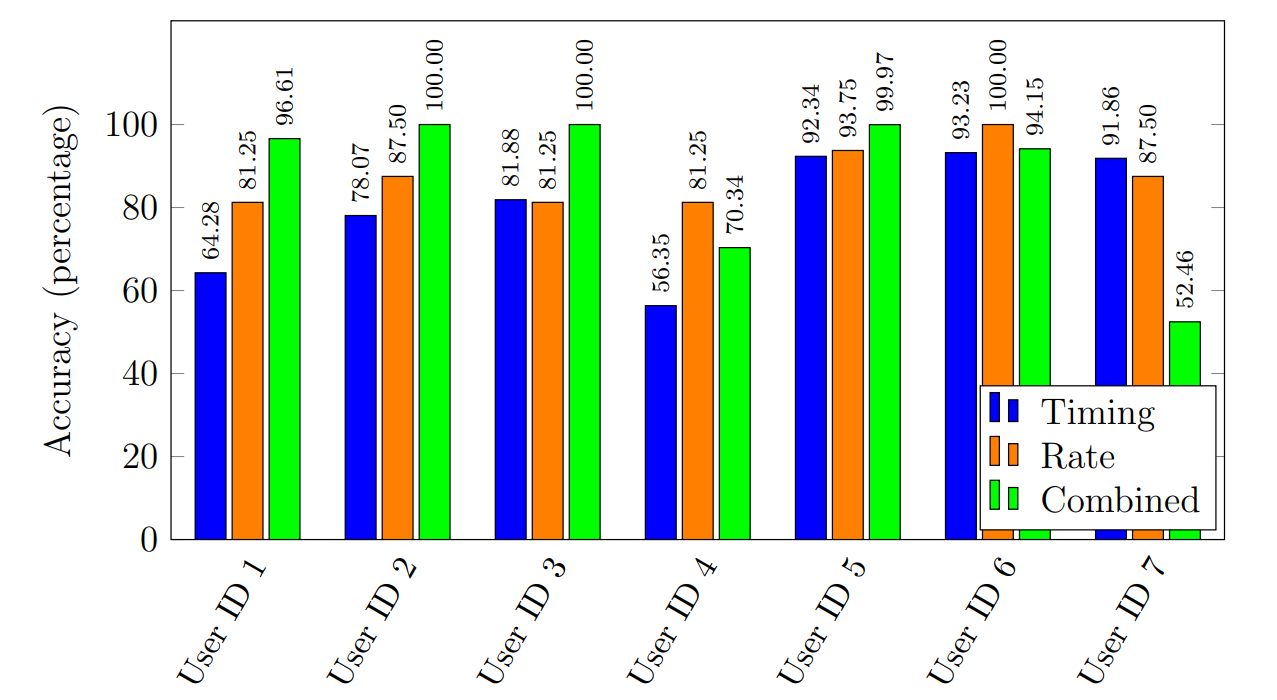 Accuracy (percentage)
100
80
60
40
20
0
64.28
81.25
96.61
78.07
87.50
100.00
81.88
81.25
100.00
56.35
81.25
70.34
92.34
93.75
99.97
93.23
100.00
94.15
91.86
87.50
52.46
Timing
Rate
Combined
User ID 1
User ID 2
User ID 3
User ID 4
User ID 5
User ID 6
User ID 7